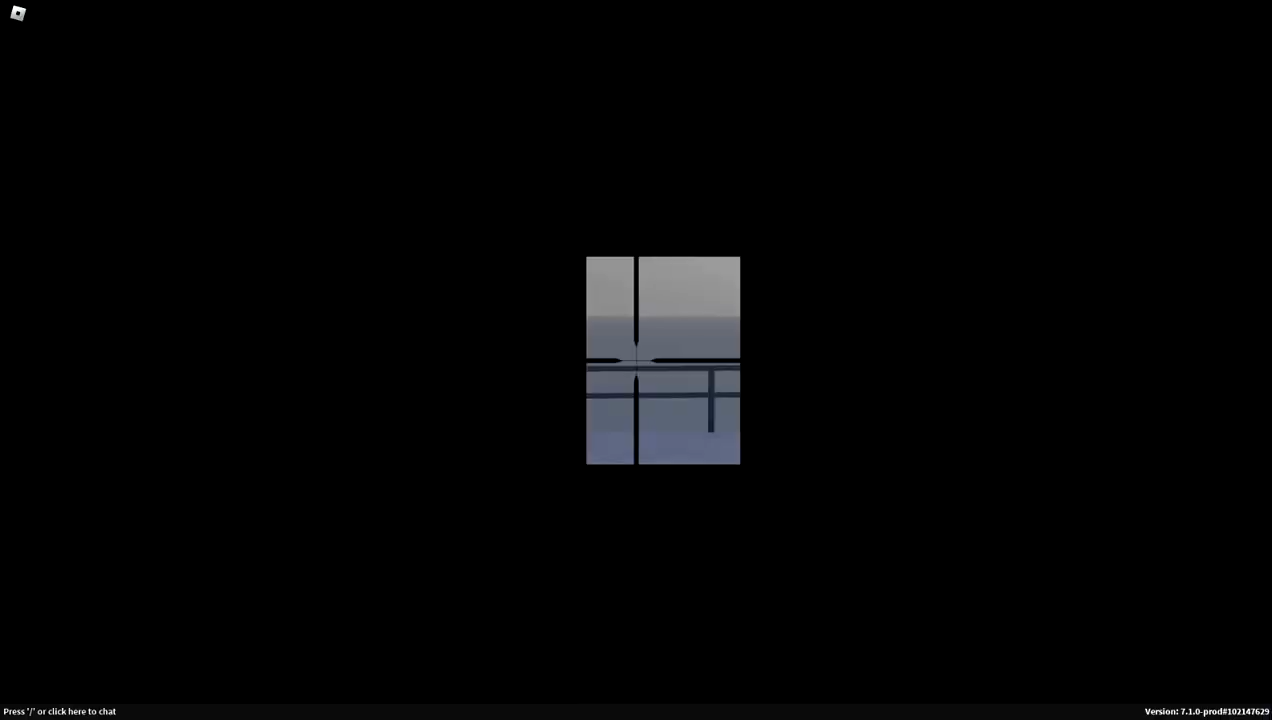 Press '/' or click here to chat
Version: 7.1.0-prod#102147629